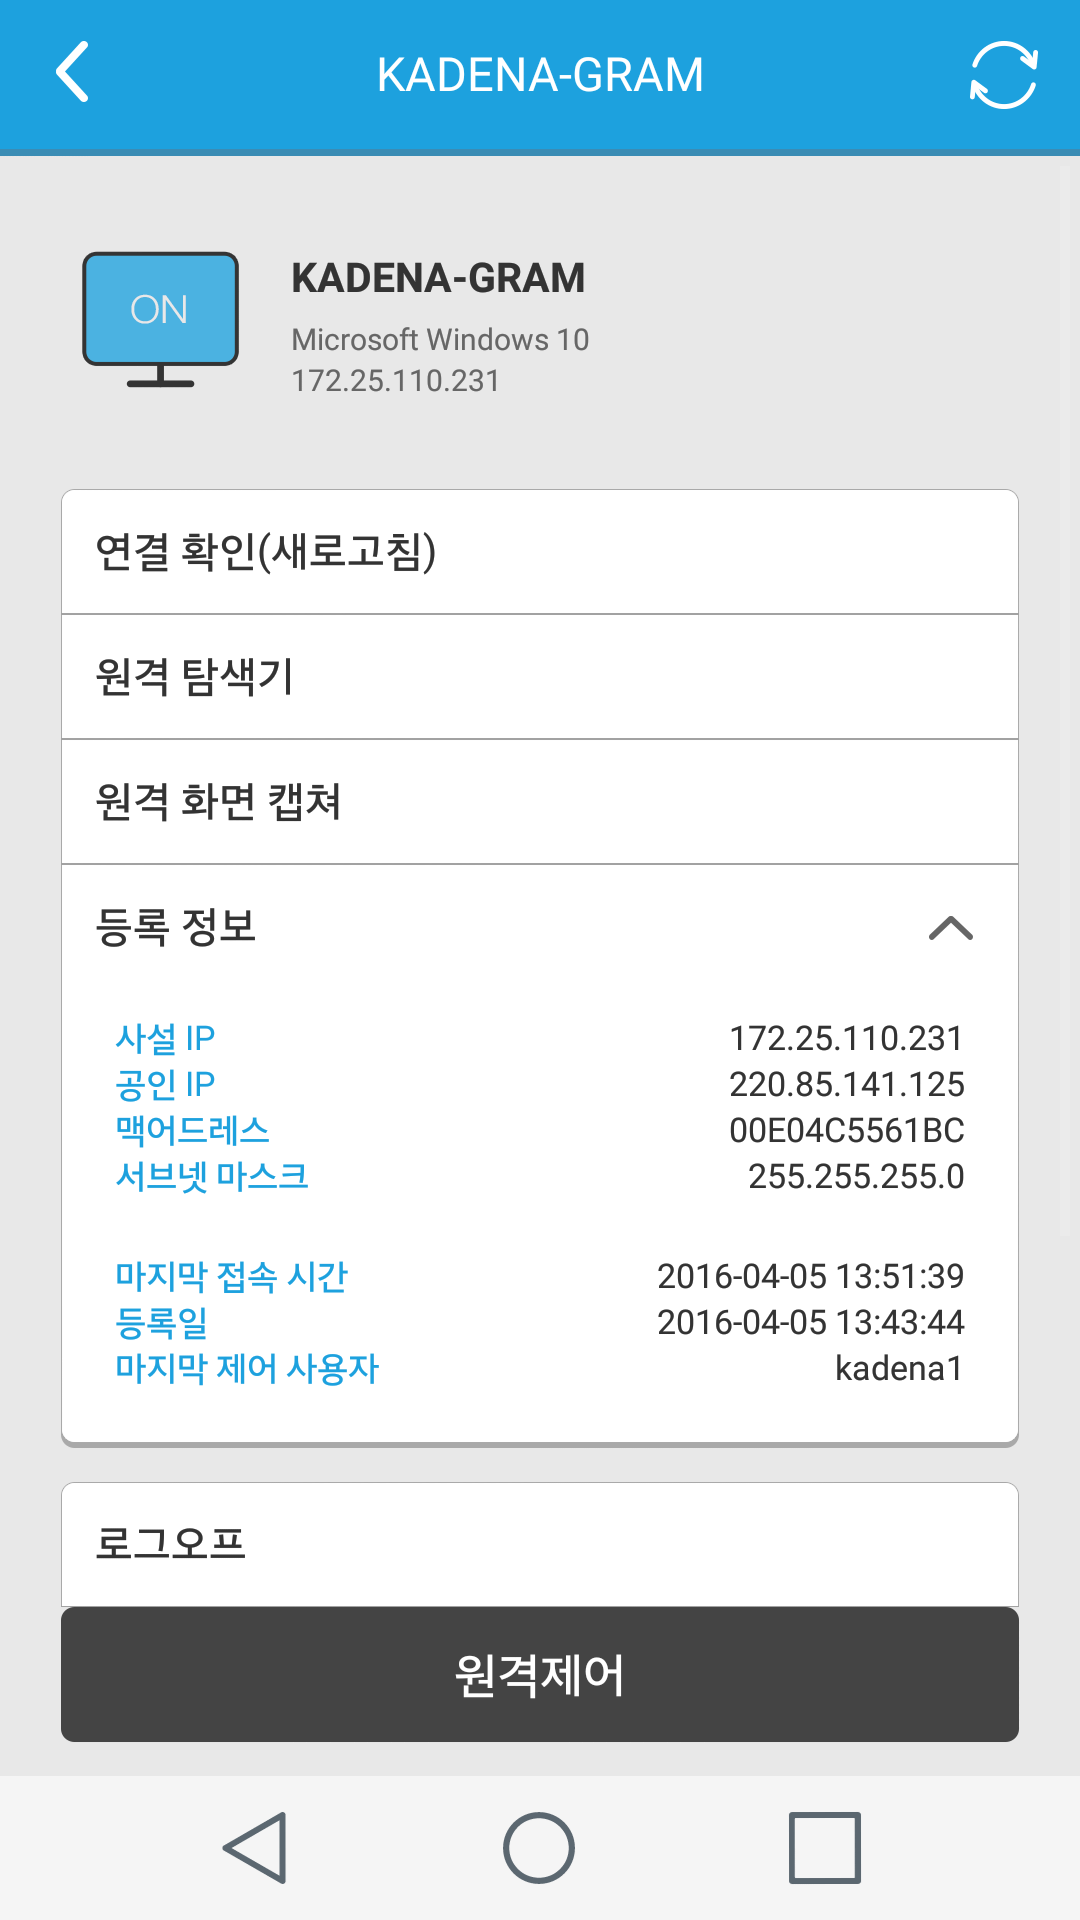 KADENA-GRAM
ON
KADENA-GRAM
Microsoft Windows 10
172.25.110.231
연결 확인(새로고침)
원격 탐색기
원격 화면 캡쳐
등록 정보
사설 IP 172.25.110.231
공인 IP 220.85.141.125
맥어드레스 00E04C5561BC
서브넷 마스크 255.255.255.0
마지막 접속 시간 2016-04-05 13:51:39
등록일 2016-04-05 13:43:44
마지막 제어 사용자 kadena1
로그오프
원격제어